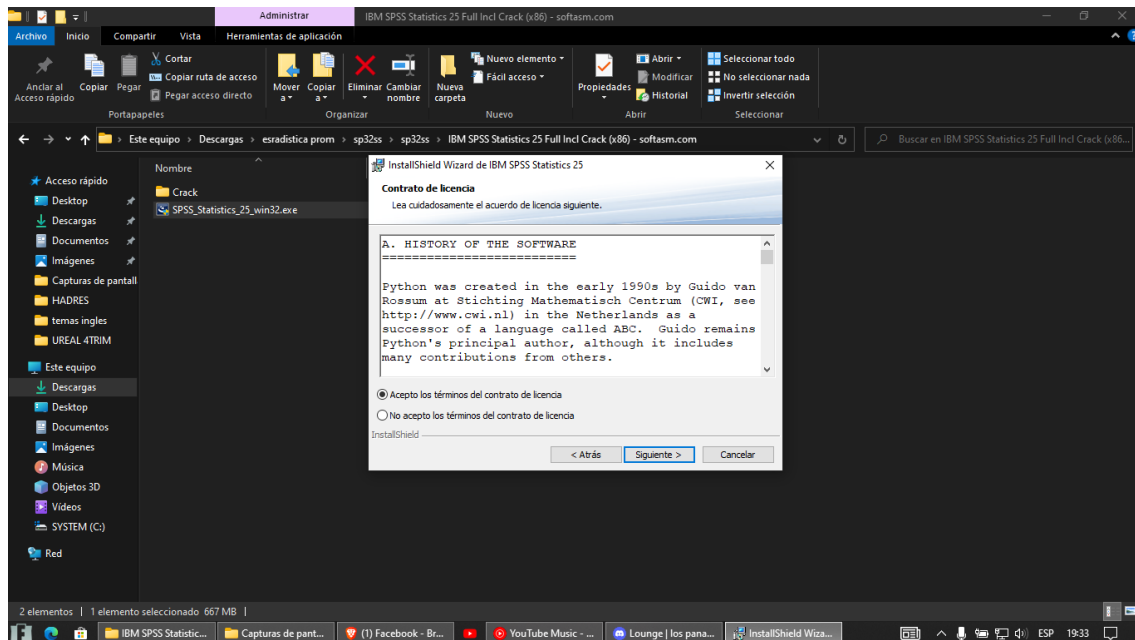 Administrar
IBM SPSS Statistics 25 Full Incl Crack (x86) - softasm.com
Archivo Inicio Compartir Vista Herramientas de aplicación
Anclar al
Acceso rápido
Copiar
Pegar
Cortar
Copiar ruta de acceso
Pegar acceso directo
Portapapeles
Mover
a
Copiar
a
Eliminar
Cambiar
nombre
Organizar
Nueva
carpeta
Nuevo elemento
Fácil acceso
Nuevo
Propiedades
Abrir
Modificar
Historial
Abrir
Seleccionar todo
No seleccionar nada
Invertir selección
Seleccionar
Este equipo > Descargas > esradistica prom > sp32ss > sp32ss > IBM SPSS Statistics 25 Full Incl Crack (x86) - softasm.com
Buscar en IBM SPSS Statistics 25 Full Incl Crack (x86...
Acceso rápido
Desktop
Descargas
Documentos
Imágenes
Capturas de pantall
HADRES
temas ingles
UREAL 4TRIM
Este equipo
Descargas
Desktop
Documentos
Imágenes
Música
Objetos 3D
Vídeos
SYSTEM (C:)
Red
Nombre
Crack
SPSS_Statistics_25_win32.exe
InstallShield Wizard de IBM SPSS Statistics 25
Contrato de licencia
Lea cuidadosamente el acuerdo de licencia siguiente.
A. HISTORY OF THE SOFTWARE
==========================
Python was created in the early 1990s by Guido van
Rossum at Stichting Mathematisch Centrum (CWI, see
http://www.cwi.nl) in the Netherlands as a
successor of a language called ABC. Guido remains
Python's principal author, although it includes
many contributions from others.
Acepto los términos del contrato de licencia
No acepto los términos del contrato de licencia
InstallShield
< Atrás
Siguiente >
Cancelar
2 elementos | 1 elemento seleccionado 667 MB |
IBM SPSS Statistic...
Capturas de pant...
(1) Facebook - Br...
YouTube Music - ...
Lounge | los pana...
InstallShield Wiza...
ESP
19:33